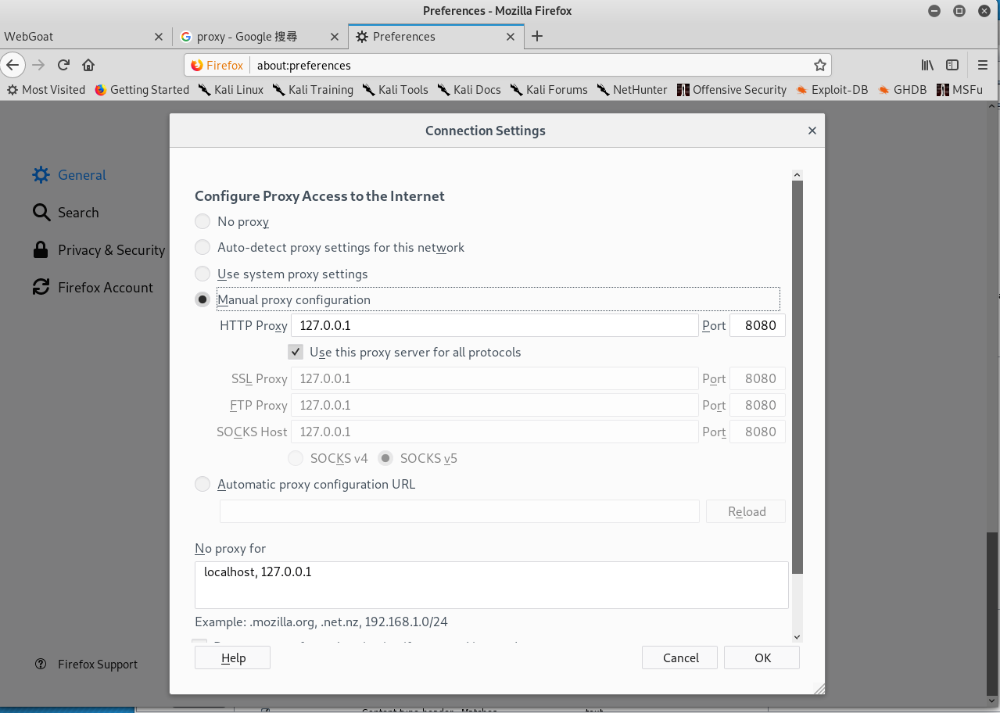 Preferences - Mozilla Firefox
WebGoat
proxy - Google 搜尋
Preferences
Firefox
about:preferences
Most Visited
Getting Started
Kali Linux
Kali Training
Kali Tools
Kali Docs
Kali Forums
NetHunter
Offensive Security
Exploit-DB
GHDB
MSFu
General
Search
Privacy & Security
Firefox Account
Firefox Support
Connection Settings
Configure Proxy Access to the Internet
No proxy
Auto-detect proxy settings for this network
Use system proxy settings
Manual proxy configuration
HTTP Proxy 127.0.0.1 Port 8080
Use this proxy server for all protocols
SSL Proxy 127.0.0.1 Port 8080
FTP Proxy 127.0.0.1 Port 8080
SOCKS Host 127.0.0.1 Port 8080
SOCKS v4 SOCKS v5
Automatic proxy configuration URL
Reload
No proxy for
localhost, 127.0.0.1
Example: .mozilla.org, .net.nz, 192.168.1.0/24
Help
Cancel
OK
Content type header Matches text